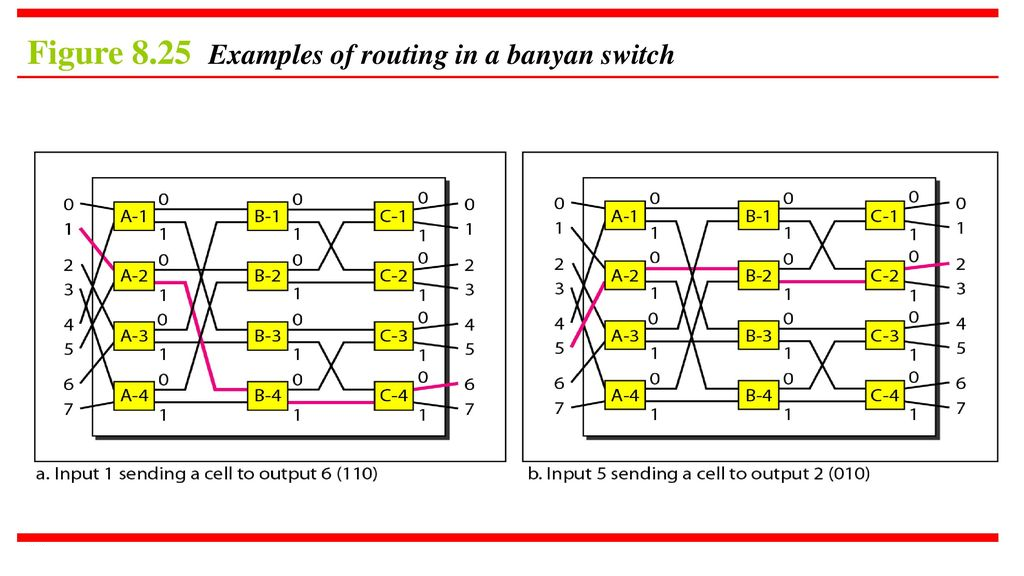 Figure 8.25 Examples of routing in a banyan switch
0 A-1 0 B-1 0 C-1 0 0
1 1 1 1 1
2 A-2 0 B-2 0 C-2 0 2
3 1 1 1 3
4 A-3 0 B-3 0 C-3 0 4
5 1 1 1 5
6 A-4 0 B-4 0 C-4 0 6
7 1 1 1 7
a. Input 1 sending a cell to output 6 (110)
0 A-1 0 B-1 0 C-1 0 0
1 1 1 1 1
2 A-2 0 B-2 0 C-2 0 2
3 1 1 1 3
4 A-3 0 B-3 0 C-3 0 4
5 1 1 1 5
6 A-4 0 B-4 0 C-4 0 6
7 1 1 1 7
b. Input 5 sending a cell to output 2 (010)